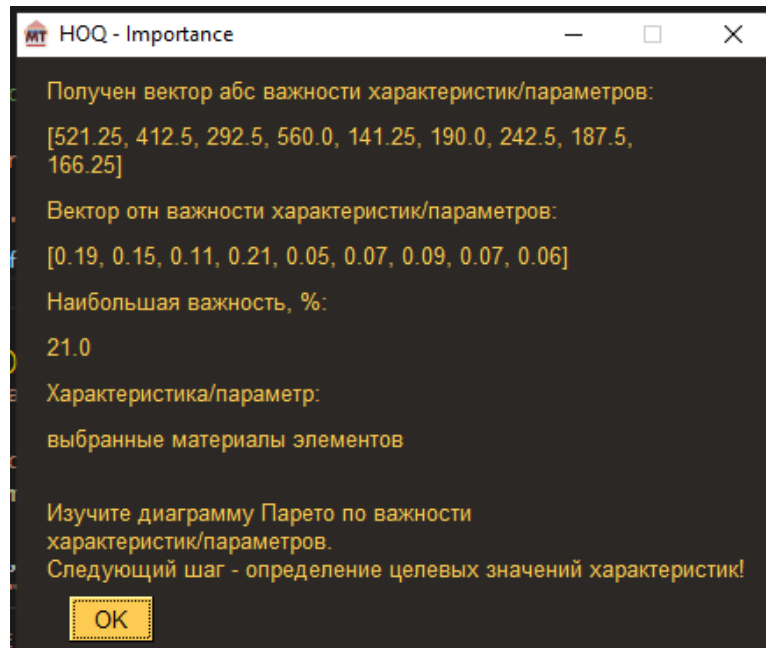 HOQ - Importance
Получен вектор абс важности характеристик/параметров:
[521.25, 412.5, 292.5, 560.0, 141.25, 190.0, 242.5, 187.5,
166.25]
Вектор отн важности характеристик/параметров:
[0.19, 0.15, 0.11, 0.21, 0.05, 0.07, 0.09, 0.07, 0.06]
Наибольшая важность, %:
21.0
Характеристика/параметр:
выбранные материалы элементов
Изучите диаграмму Парето по важности
характеристик/параметров.
Следующий шаг - определение целевых значений характеристик!
OK